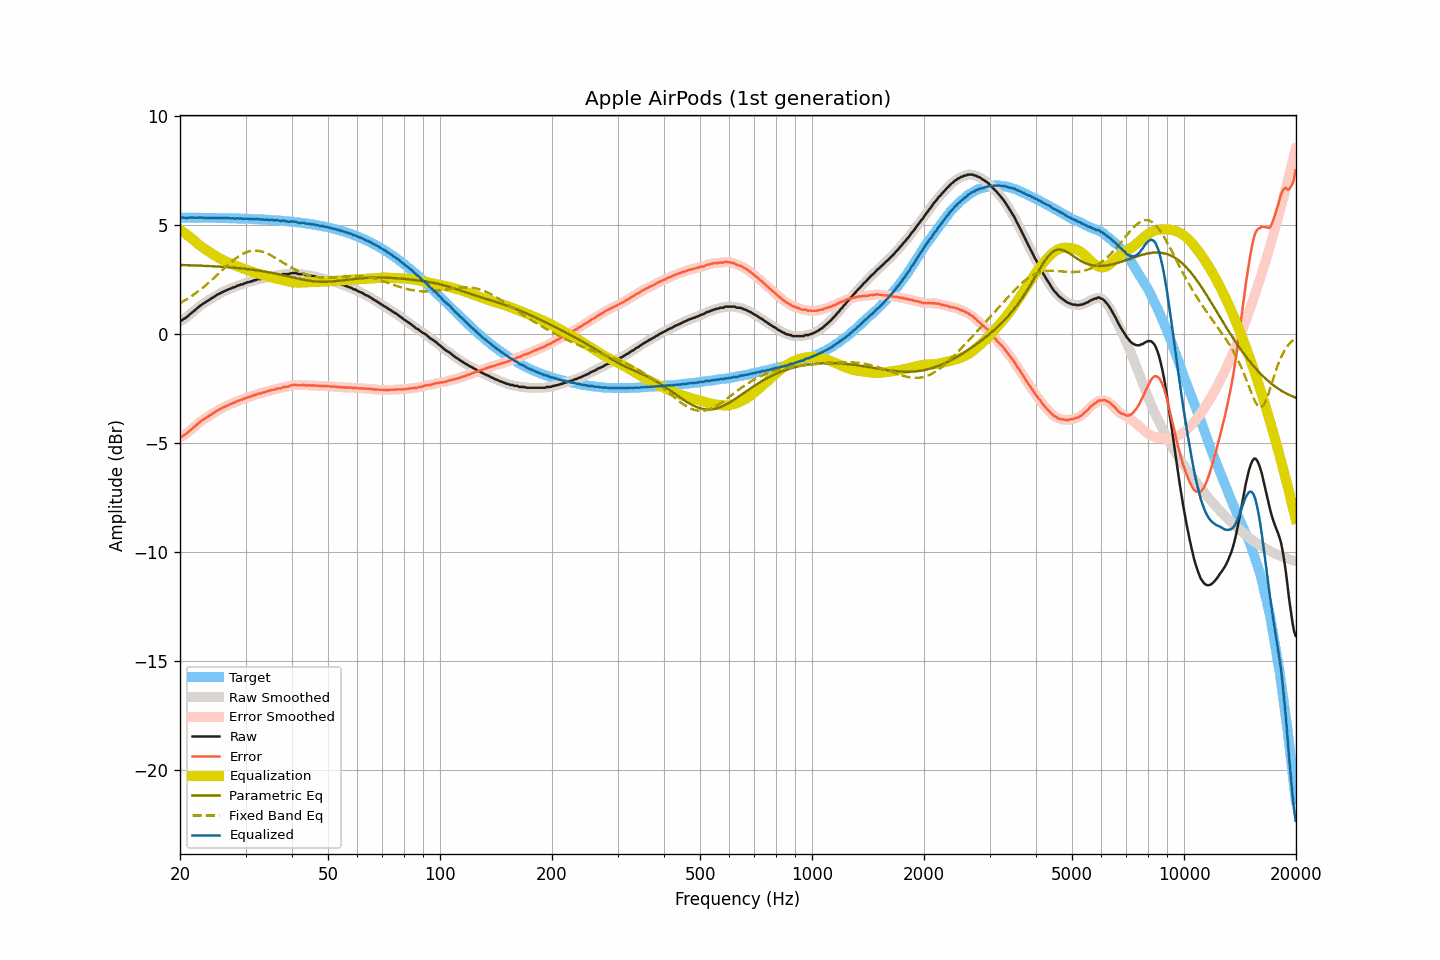 Apple AirPods (1st generation)
10
5
0
−5
−10
−15
−20
Amplitude (dBr)
Target
Raw Smoothed
Error Smoothed
Raw
Error
Equalization
Parametric Eq
Fixed Band Eq
Equalized
20 50 100 200 500 1000 2000 5000 10000 20000
Frequency (Hz)